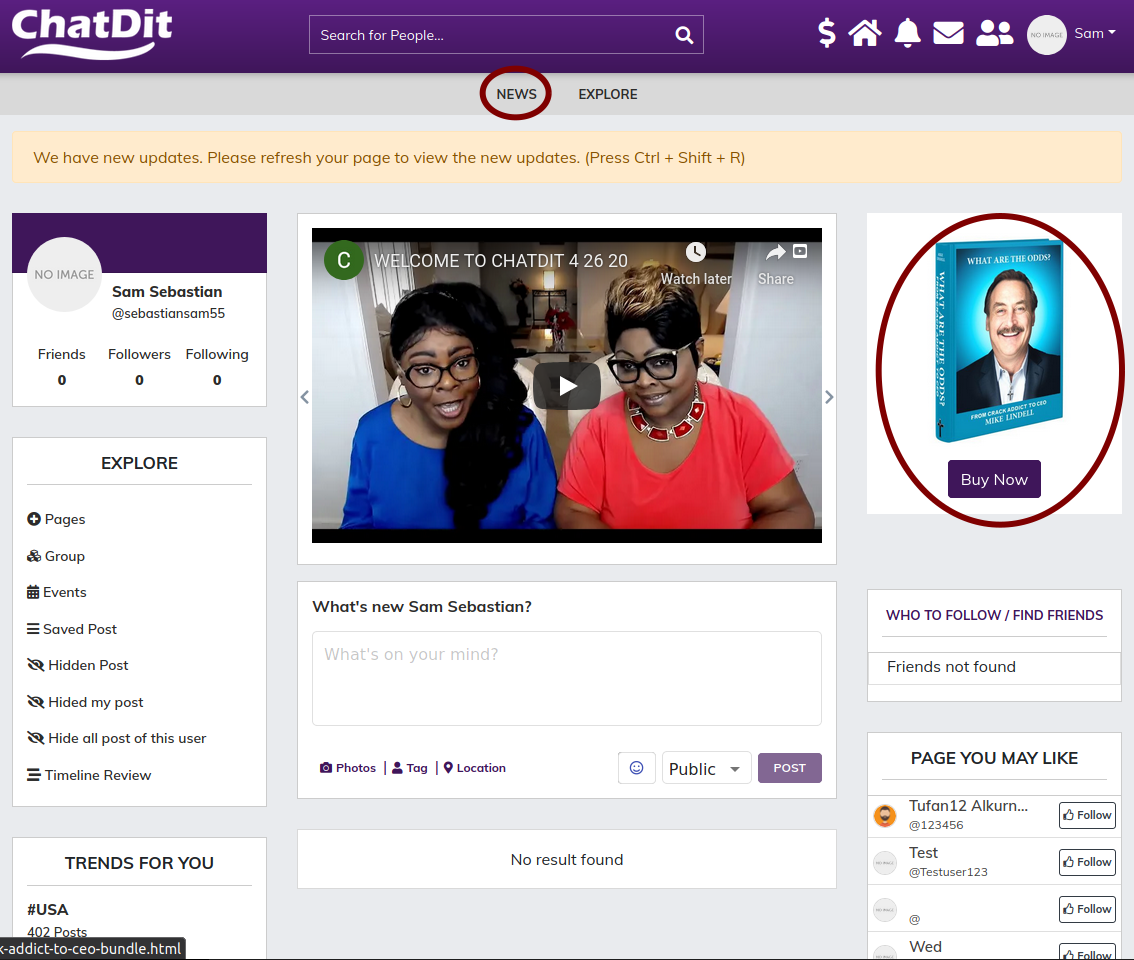 ChatDit
Search for People...
NO IMAGE
Sam
NEWS
EXPLORE
We have new updates. Please refresh your page to view the new updates. (Press Ctrl + Shift + R)
NO IMAGE
Sam Sebastian
@sebastiansam55
Friends Followers Following
0 0 0
EXPLORE
Pages
Group
Events
Saved Post
Hidden Post
Hided my post
Hide all post of this user
Timeline Review
TRENDS FOR YOU
#USA
402 Posts
k-addict-to-ceo-bundle.html
C
WELCOME TO CHATDIT 4 26 20
Watch later
Share
What's new Sam Sebastian?
What's on your mind?
Photos | Tag | Location
Public
POST
No result found
WHAT ARE THE ODDS?
WHAT ARE THE ODDS?
FROM CRACK ADDICT TO CEO
MIKE LINDELL
Buy Now
WHO TO FOLLOW / FIND FRIENDS
Friends not found
PAGE YOU MAY LIKE
Tufan12 Alkurn...
@123456
Follow
NO IMAGE
Test
@Testuser123
Follow
NO IMAGE
@
Follow
NO IMAGE
Wed
Follow